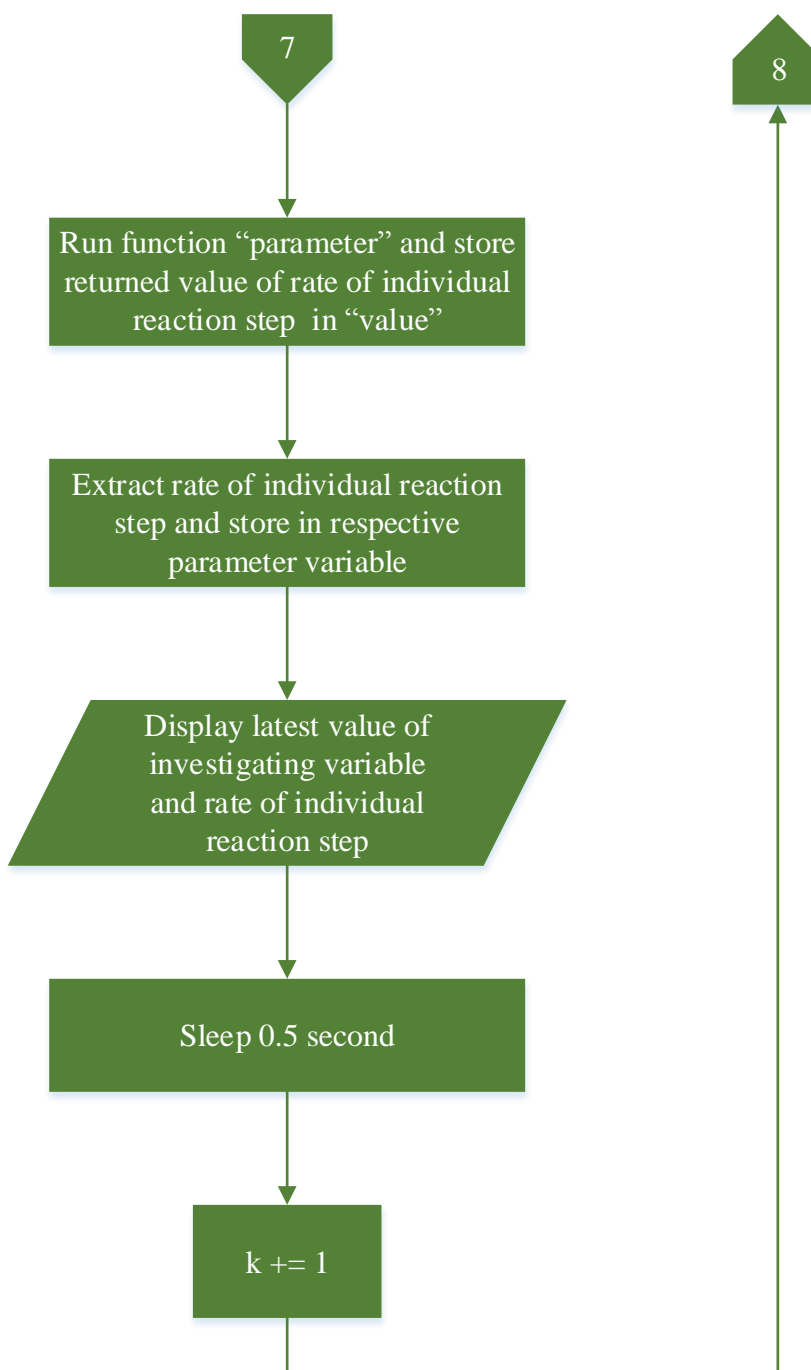 7
8
Run function “parameter” and store
returned value of rate of individual
reaction step in “value”
Extract rate of individual reaction
step and store in respective
parameter variable
Display latest value of
investigating variable
and rate of individual
reaction step
Sleep 0.5 second
k += 1